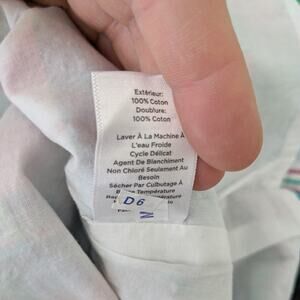 Extérieur:
100% Coton
Doublure:
100% Coton
Laver À La Machine À
L'eau Froide
Cycle Délicat
Agent De Blanchiment
Non Chloré Seulement Au
Besoin
Sécher Par Culbutage À
Basse Température
D6